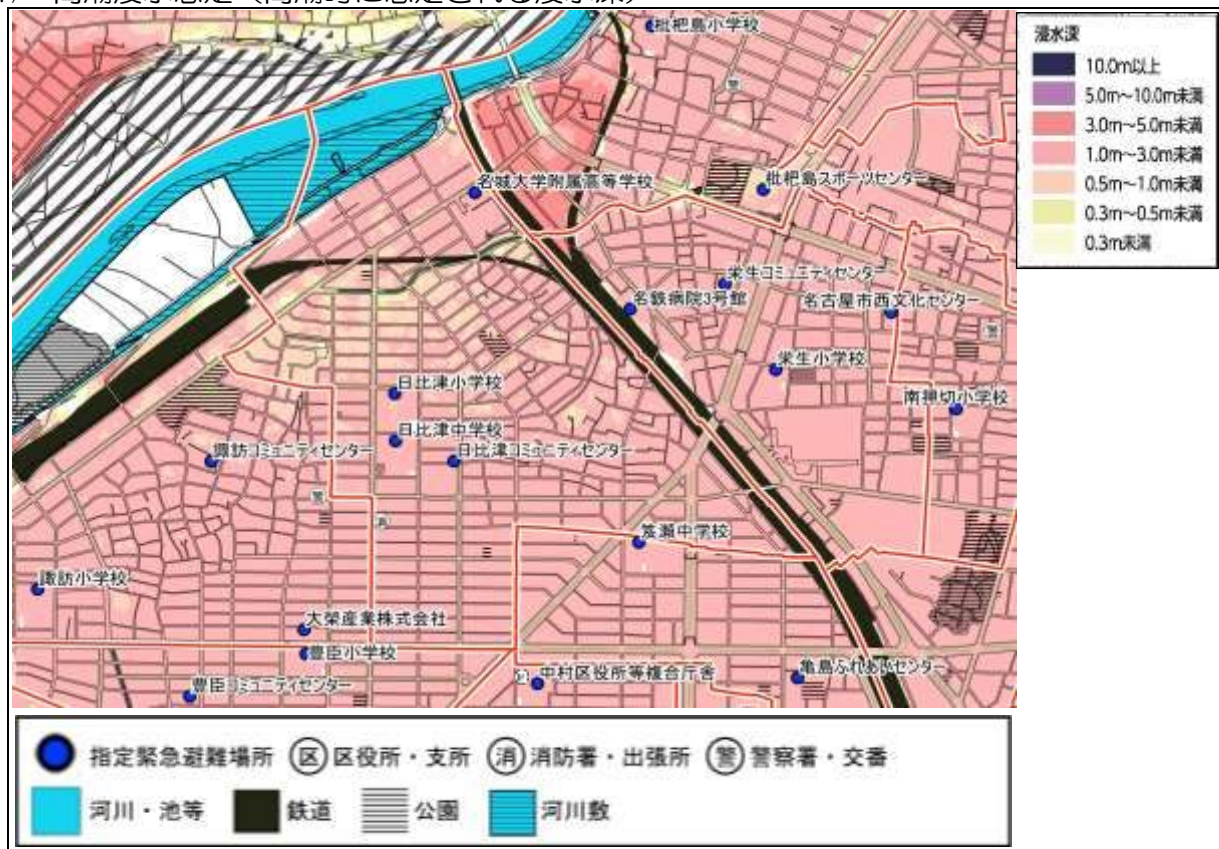 浸水深
10.0m以上
5.0m～10.0m未満
3.0m～5.0m未満
1.0m～3.0m未満
0.5m～1.0m未満
0.3m～0.5m未満
0.3m未満
枇杷島小学校
警
名城大学附属高等学校
枇杷島スポーツセンター
栄生コミュニティセンター
名鉄病院3号館
名古屋市西文化センター
警
栄生小学校
日比津小学校
南押切小学校
日比津中学校
諏訪コミュニティセンター
日比津コミュニティセンター
警
消
笈瀬中学校
諏訪小学校
大榮産業株式会社
豊臣小学校
中村区役所等複合庁舎
亀島ふれあいセンター
豊臣コミュニティセンター
指定緊急避難場所 区 区役所・支所 消 消防署・出張所 警 警察署・交番
河川・池等 鉄道 公園 河川敷